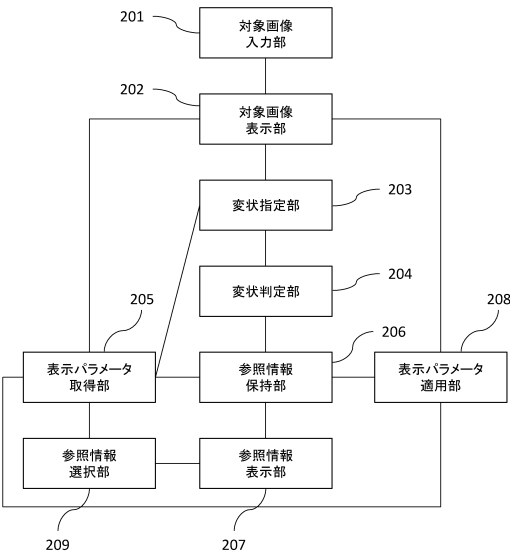 201
対象画像
入力部
202
対象画像
表示部
変状指定部
203
変状判定部
204
205
208
206
表示パラメータ
取得部
参照情報
保持部
表示パラメータ
適用部
参照情報
選択部
参照情報
表示部
209
207